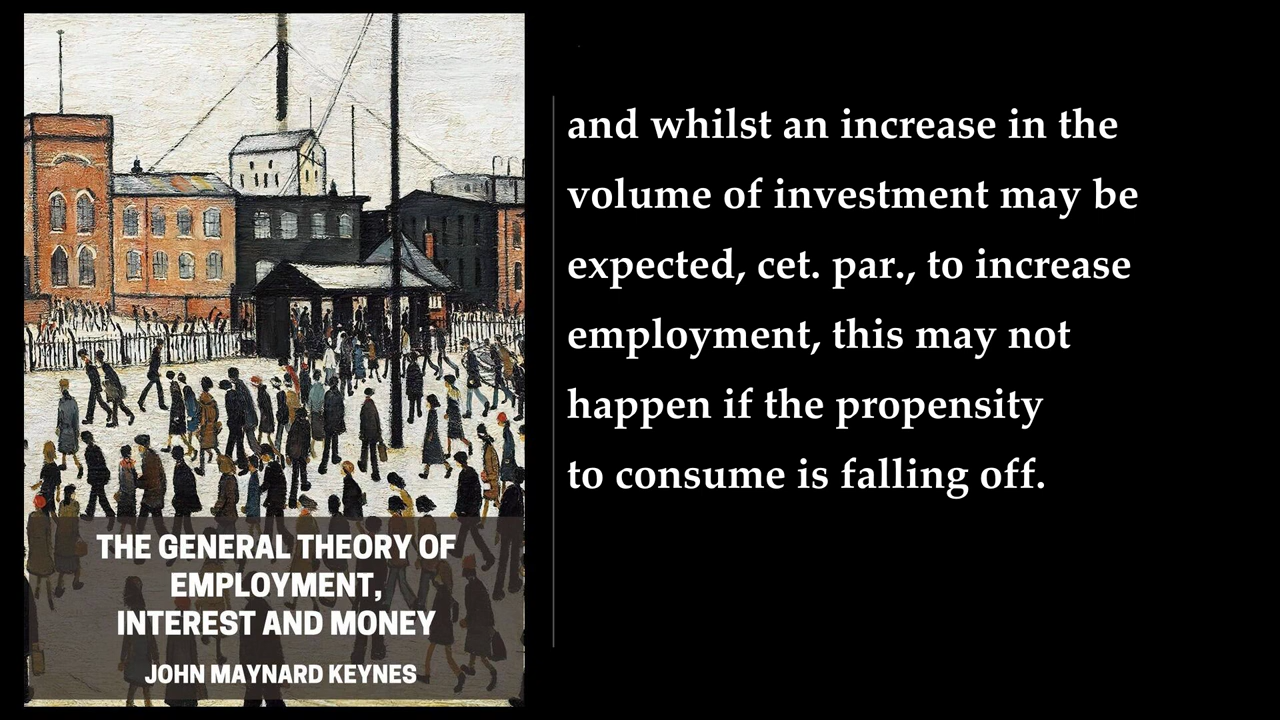 THE GENERAL THEORY OF
EMPLOYMENT,
INTEREST AND MONEY
JOHN MAYNARD KEYNES
and whilst an increase in the
volume of investment may be
expected, cet. par., to increase
employment, this may not
happen if the propensity
to consume is falling off.